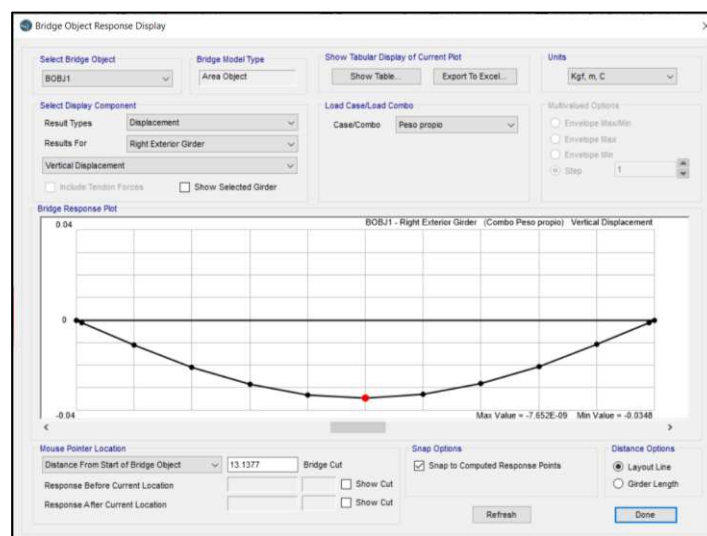 Bridge Object Response Display
Select Bridge Object
BOBJ1
Bridge Model Type
Area Object
Show Tabular Display of Current Plot
Show Table...
Export To Excel...
Units
Kgf, m, C
Select Display Component
Result Types
Displacement
Results For
Right Exterior Girder
Vertical Displacement
Include Tendon Forces
Show Selected Girder
Load Case/Load Combo
Case/Combo
Peso propio
Multivalued Options
Envelope Max/Min
Envelope Max
Envelope Min
Step
1
Bridge Response Plot
0.04
BOBJ1 - Right Exterior Girder (Combo Peso propio) Vertical Displacement
0
-0.04
Max Value = -7.652E-09 Min Value = -0.0348
Mouse Pointer Location
Distance From Start of Bridge Object
13.1377
Bridge Cut
Response Before Current Location
Show Cut
Response After Current Location
Show Cut
Snap Options
Snap to Computed Response Points
Distance Options
Layout Line
Girder Length
Refresh
Done